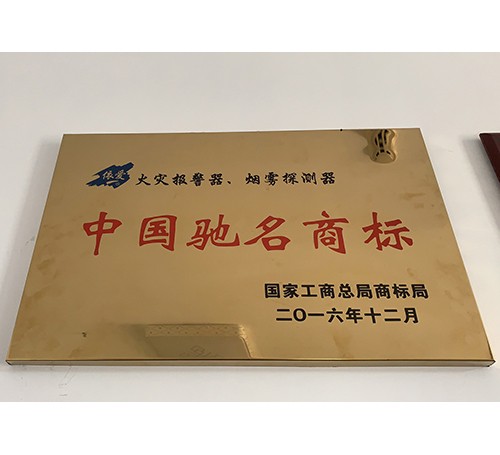 依爱 火灾报警器、烟雾探测器
中国驰名商标
国家工商总局商标局
二〇一六年十二月